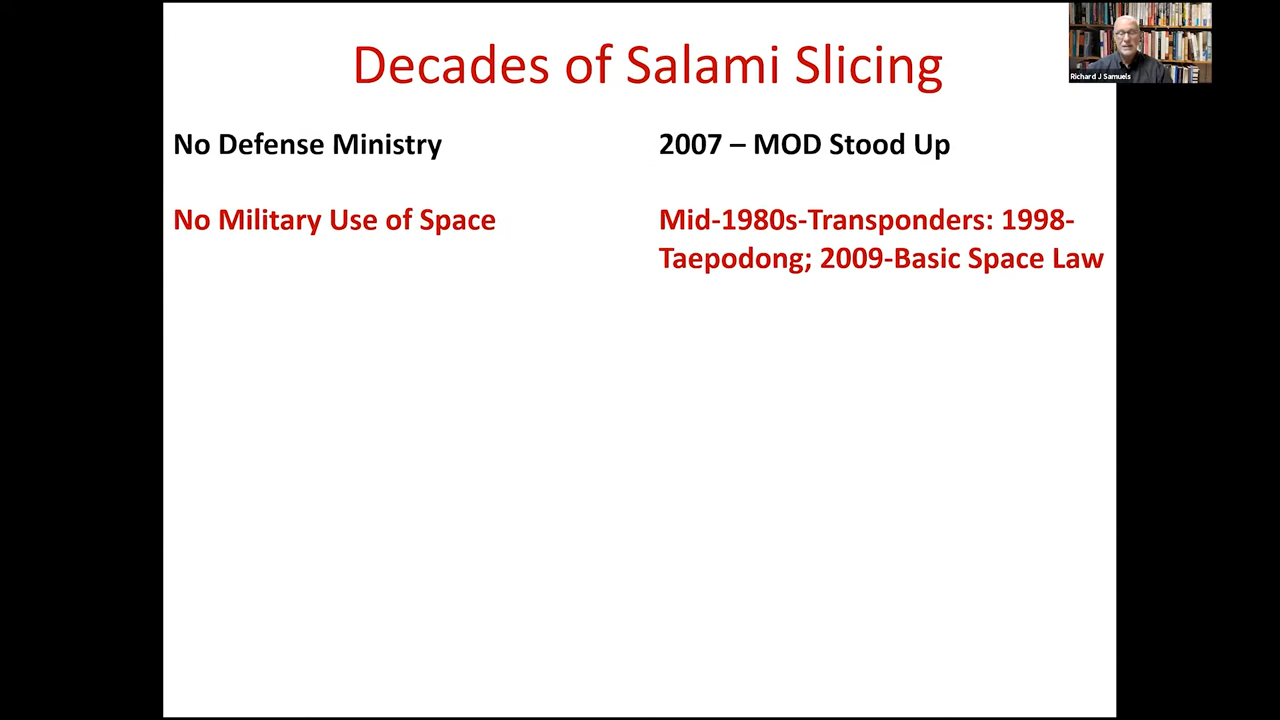 Decades of Salami Slicing
Richard J Samuels
No Defense Ministry
2007 – MOD Stood Up
No Military Use of Space
Mid-1980s-Transponders: 1998-
Taepodong; 2009-Basic Space Law